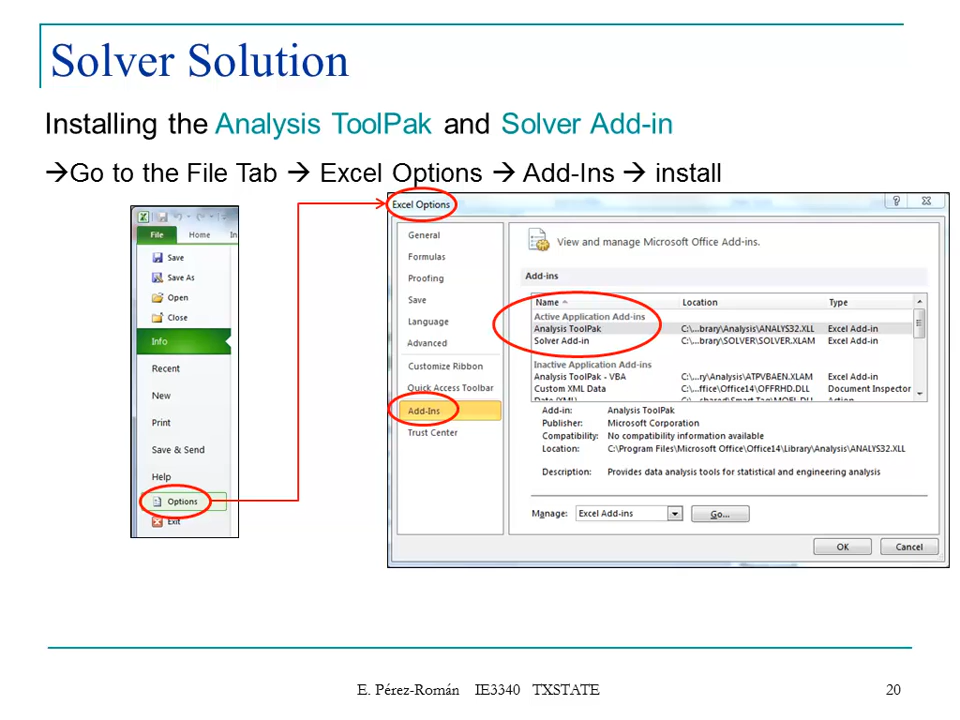 Solver Solution
Installing the Analysis ToolPak and Solver Add-in
→Go to the File Tab → Excel Options → Add-Ins → install
File Home In
Save
Save As
Open
Close
Info
Recent
New
Print
Save & Send
Help
Options
Exit
Excel Options
General
Formulas
Proofing
Save
Language
Advanced
Customize Ribbon
Quick Access Toolbar
Add-Ins
Trust Center
View and manage Microsoft Office Add-ins.
Add-ins
Name Location Type
Active Application Add-ins
Analysis ToolPak C:\...brary\Analysis\ANALYS32.XLL Excel Add-in
Solver Add-in C:\...brary\SOLVER\SOLVER.XLAM Excel Add-in
Inactive Application Add-ins
Analysis ToolPak - VBA C:\...ry\Analysis\ATPVBAEN.XLAM Excel Add-in
Custom XML Data C:\...ffice\Office14\OFFRHD.DLL Document Inspector
Add-in: Analysis ToolPak
Publisher: Microsoft Corporation
Compatibility: No compatibility information available
Location: C:\Program Files\Microsoft Office\Office14\Library\Analysis\ANALYS32.XLL
Description: Provides data analysis tools for statistical and engineering analysis
Manage: Excel Add-ins Go...
OK Cancel
E. Pérez-Román IE3340 TXSTATE 20